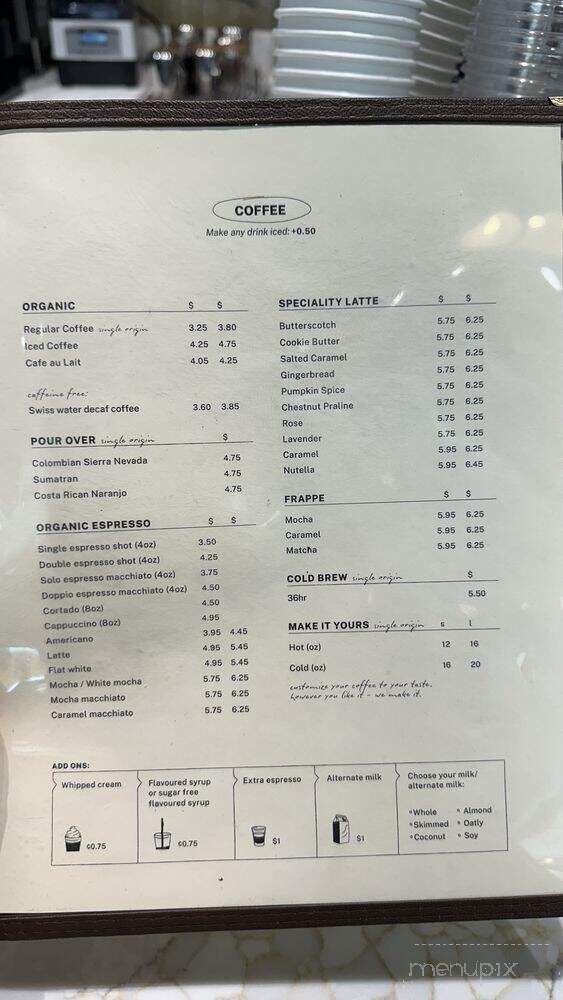 COFFEE
Make any drink iced: +0.50
ORGANIC $ $
Regular Coffee single origin 3.25 3.80
Iced Coffee 4.25 4.75
Cafe au Lait 4.05 4.25
caffeine free:
Swiss water decaf coffee 3.60 3.85
POUR OVER single origin $
Colombian Sierra Nevada 4.75
Sumatran 4.75
Costa Rican Naranjo 4.75
ORGANIC ESPRESSO $ $
Single espresso shot (4oz) 3.50
Double espresso shot (4oz) 4.25
Solo espresso macchiato (4oz) 3.75
Doppio espresso macchiato (4oz) 4.50
Cortado (8oz) 4.50
Cappuccino (8oz) 4.95
Americano 3.95 4.45
Latte 4.95 5.45
Flat white 4.95 5.45
Mocha / White mocha 5.75 6.25
Mocha macchiato 5.75 6.25
Caramel macchiato 5.75 6.25
SPECIALITY LATTE $ $
Butterscotch 5.75 6.25
Cookie Butter 5.75 6.25
Salted Caramel 5.75 6.25
Gingerbread 5.75 6.25
Pumpkin Spice 5.75 6.25
Chestnut Praline 5.75 6.25
Rose 5.75 6.25
Lavender 5.75 6.25
Caramel 5.95 6.25
Nutella 5.95 6.45
FRAPPE $ $
Mocha 5.95 6.25
Caramel 5.95 6.25
Matcha 5.95 6.25
COLD BREW single origin $
36hr 5.50
MAKE IT YOURS single origin s l
Hot (oz) 12 16
Cold (oz) 16 20
customize your coffee to your taste.
however you like it - we make it.
ADD ONS:
Whipped cream
¢0.75
Flavoured syrup
or sugar free
flavoured syrup
¢0.75
Extra espresso
$1
Alternate milk
$1
Choose your milk/
alternate milk:
•Whole • Almond
•Skimmed • Oatly
•Coconut • Soy
menupix